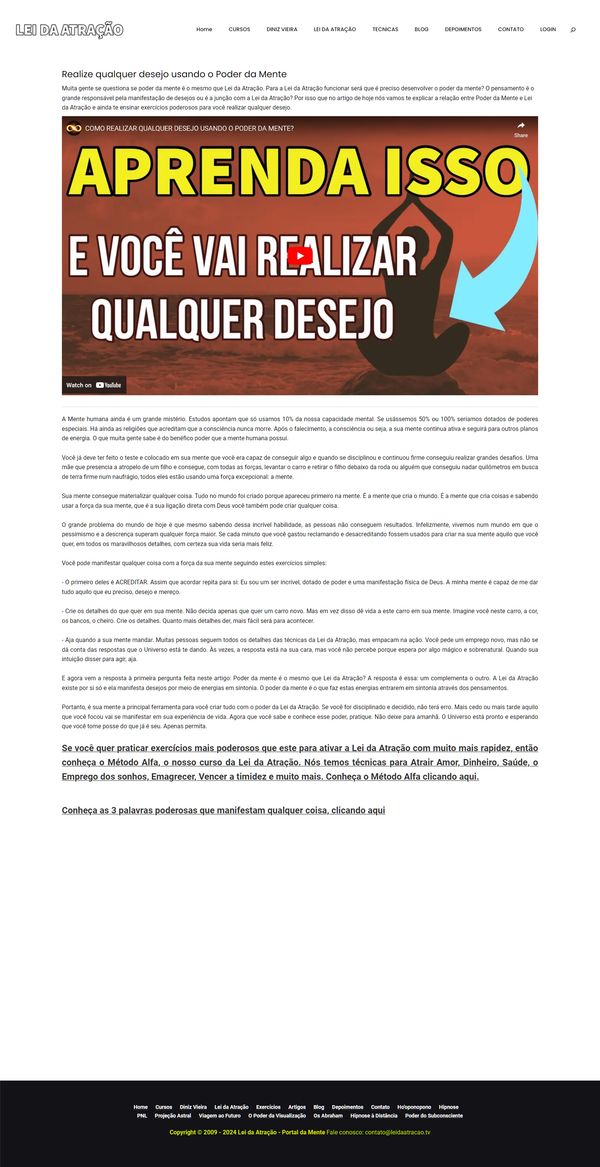 LEI DA ATRAÇÃO
Home CURSOS DINIZ VIEIRA LEI DA ATRAÇÃO TECNICAS BLOG DEPOIMENTOS CONTATO LOGIN
Realize qualquer desejo usando o Poder da Mente
Muita gente se questiona se poder da mente é o mesmo que Lei da Atração. Para a Lei da Atração funcionar será que é preciso desenvolver o poder da mente? O pensamento é o
grande responsável pela manifestação de desejos ou é a junção com a Lei da Atração? Por isso que no artigo de hoje nós vamos te explicar a relação entre Poder da Mente e Lei
da Atração e ainda te ensinar exercícios poderosos para você realizar qualquer desejo.
COMO REALIZAR QUALQUER DESEJO USANDO O PODER DA MENTE?
Share
APRENDA ISSO
E VOCÊ VAI REALIZAR
QUALQUER DESEJO
Watch on YouTube
A Mente humana ainda é um grande mistério. Estudos apontam que só usamos 10% da nossa capacidade mental. Se usássemos 50% ou 100% seriamos dotados de poderes
especiais. Há ainda as religiões que acreditam que a consciência nunca morre. Após o falecimento, a consciência ou seja, a sua mente continua ativa e seguirá para outros planos
de energia. O que muita gente sabe é do benéfico poder que a mente humana possui.
Você já deve ter feito o teste e colocado em sua mente que você era capaz de conseguir algo e quando se disciplinou e continuou firme conseguiu realizar grandes desafios. Uma
mãe que presencia a atropelo de um filho e consegue, com todas as forças, levantar o carro e retirar o filho debaixo da roda ou alguém que conseguiu nadar quilômetros em busca
de terra firme num naufrágio, todos eles estão usando uma força excepcional: a mente.
Sua mente consegue materializar qualquer coisa. Tudo no mundo foi criado porque apareceu primeiro na mente. É a mente que cria o mundo. É a mente que cria coisas e sabendo
usar a força da sua mente, que é a sua ligação direta com Deus você também pode criar qualquer coisa.
O grande problema do mundo de hoje é que mesmo sabendo dessa incrível habilidade, as pessoas não conseguem resultados. Infelizmente, vivemos num mundo em que o
pessimismo e a descrença superam qualquer força maior. Se cada minuto que você gastou reclamando e desacreditando fossem usados para criar na sua mente aquilo que você
quer, em todos os maravilhosos detalhes, com certeza sua vida seria mais feliz.
Você pode manifestar qualquer coisa com a força da sua mente seguindo estes exercícios simples:
- O primeiro deles é ACREDITAR. Assim que acordar repita para si: Eu sou um ser incrível, dotado de poder e uma manifestação física de Deus. A minha mente é capaz de me dar
tudo aquilo que eu preciso, desejo e mereço.
- Crie os detalhes do que quer em sua mente. Não decida apenas que quer um carro novo. Mas em vez disso dê vida a este carro em sua mente. Imagine você neste carro, a cor,
os bancos, o cheiro. Crie os detalhes. Quanto mais detalhes der, mais fácil será para acontecer.
- Aja quando a sua mente mandar. Muitas pessoas seguem todos os detalhes das técnicas da Lei da Atração, mas empacam na ação. Você pede um emprego novo, mas não se
dá conta das respostas que o Universo está te dando. Às vezes, a resposta está na sua cara, mas você não percebe porque espera por algo mágico e sobrenatural. Quando sua
intuição disser para agir, aja.
E agora vem a resposta à primeira pergunta feita neste artigo: Poder da mente é o mesmo que Lei da Atração? A resposta é essa: um complementa o outro. A Lei da Atração
existe por si só e ela manifesta desejos por meio de energias em sintonia. O poder da mente é o que faz estas energias entrarem em sintonia através dos pensamentos.
Portanto, é sua mente a principal ferramenta para você criar tudo com o poder da Lei da Atração. Se você for disciplinado e decidido, não terá erro. Mais cedo ou mais tarde aquilo
que você focou vai se manifestar em sua experiência de vida. Agora que você sabe e conhece esse poder, pratique. Não deixe para amanhã. O Universo está pronto e esperando
que você tome posse do que já é seu. Apenas permita.
Se você quer praticar exercícios mais poderosos que este para ativar a Lei da Atração com muito mais rapidez, então
conheça o Método Alfa, o nosso curso da Lei da Atração. Nós temos técnicas para Atrair Amor, Dinheiro, Saúde, o
Emprego dos sonhos, Emagrecer, Vencer a timidez e muito mais. Conheça o Método Alfa clicando aqui.
Conheça as 3 palavras poderosas que manifestam qualquer coisa, clicando aqui
Home Cursos Diniz Vieira Lei da Atração Exercícios Artigos Blog Depoimentos Contato Ho'oponopono Hipnose
PNL Projeção Astral Viagem ao Futuro O Poder da Visualização Os Abraham Hipnose à Distância Poder do Subconsciente
Copyright © 2009 - 2024 Lei da Atração - Portal da Mente Fale conosco: contato@leidaatracao.tv